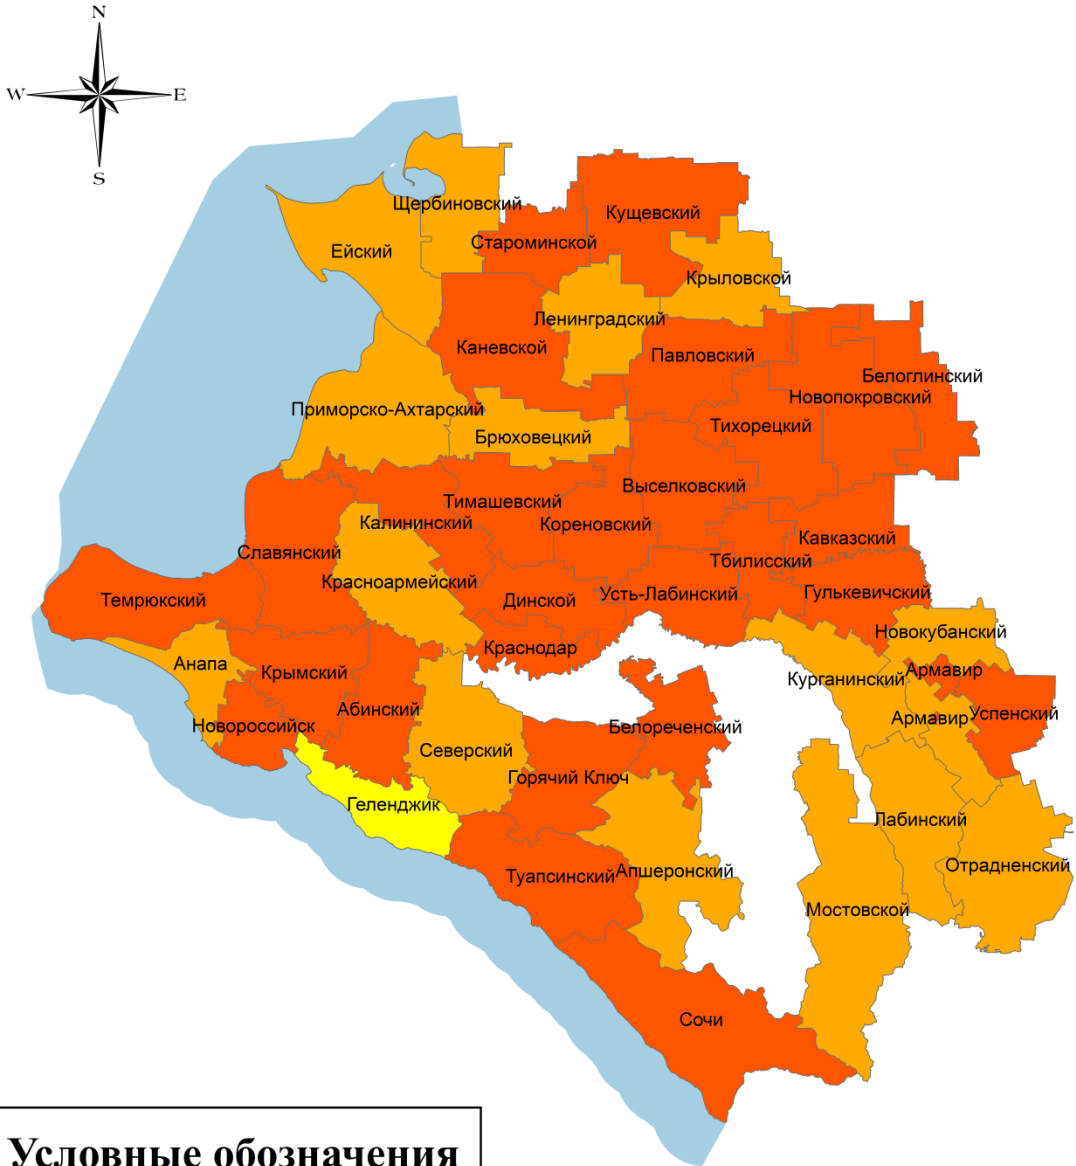 N
W
E
S
Щербиновский
Кущевский
Староминской
Ейский
Крыловской
Ленинградский
Каневской
Павловский
Белоглинский
Новопокровский
Приморско-Ахтарский
Тихорецкий
Брюховецкий
Выселковский
Тимашевский
Калининский
Кореновский
Кавказский
Славянский
Тбилисский
Красноармейский
Усть-Лабинский
Гулькевичский
Темрюкский
Динской
Новокубанский
Краснодар
Анапа
Крымский
Армавир
Курганинский
Абинский
Успенский
Армавир
Новороссийск
Белореченский
Северский
Горячий Ключ
Геленджик
Лабинский
Отрадненский
Туапсинский
Апшеронский
Мостовской
Сочи
Условные обозначения